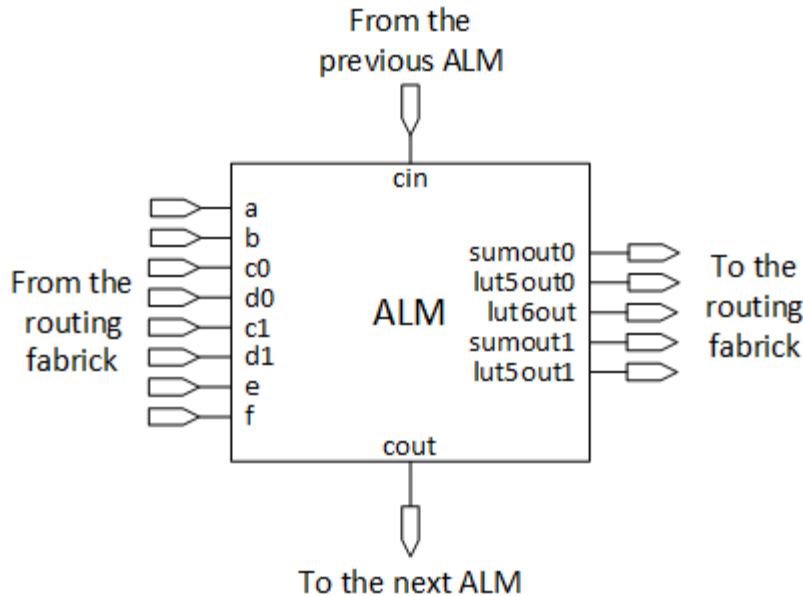 From the
previous ALM
cin
a
b
c0
d0
c1
d1
e
f
From the
routing
fabrick
ALM
sumout0
lut5out0
lut6out
sumout1
lut5out1
To the
routing
fabrick
cout
To the next ALM